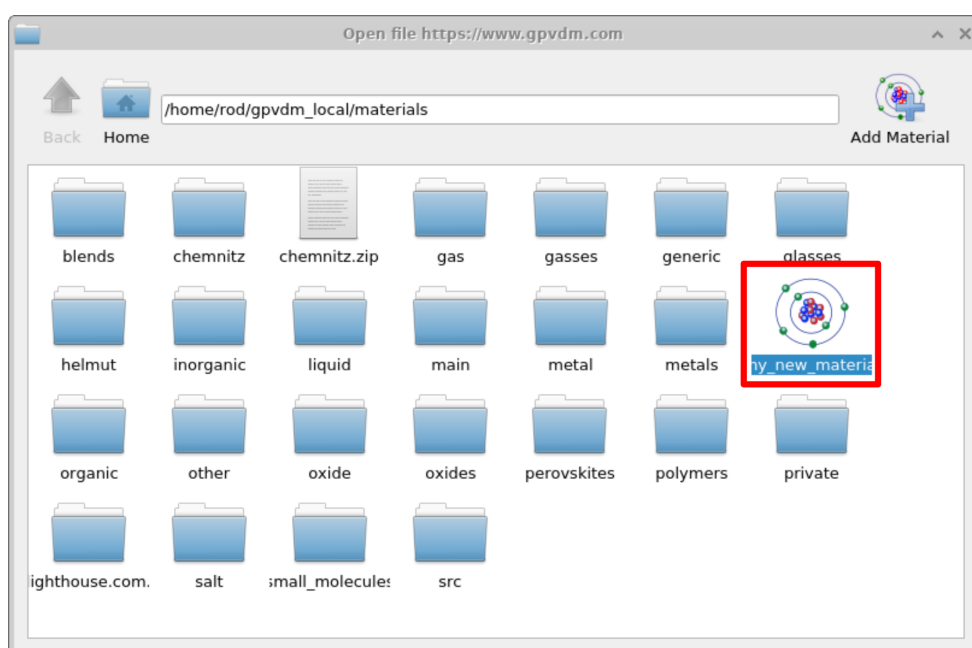 Open file https://www.gpvdm.com
/home/rod/gpvdm_local/materials
Back Home Add Material
blends chemnitz chemnitz.zip gas gasses generic glasses
helmut inorganic liquid main metal metals ny_new_materia
organic other oxide oxides perovskites polymers private
ighthouse.com. salt small_molecules src